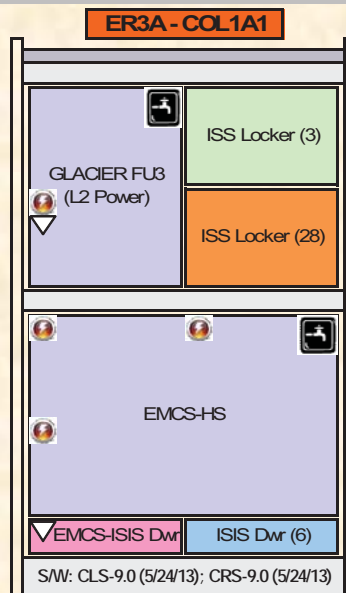 ER3A - COL1A1
GLACIER FU3
(L2 Power)
ISS Locker (3)
ISS Locker (28)
EMCS-HS
EMCS-ISIS Dwr
ISIS Dwr (6)
S/W: CLS-9.0 (5/24/13); CRS-9.0 (5/24/13)